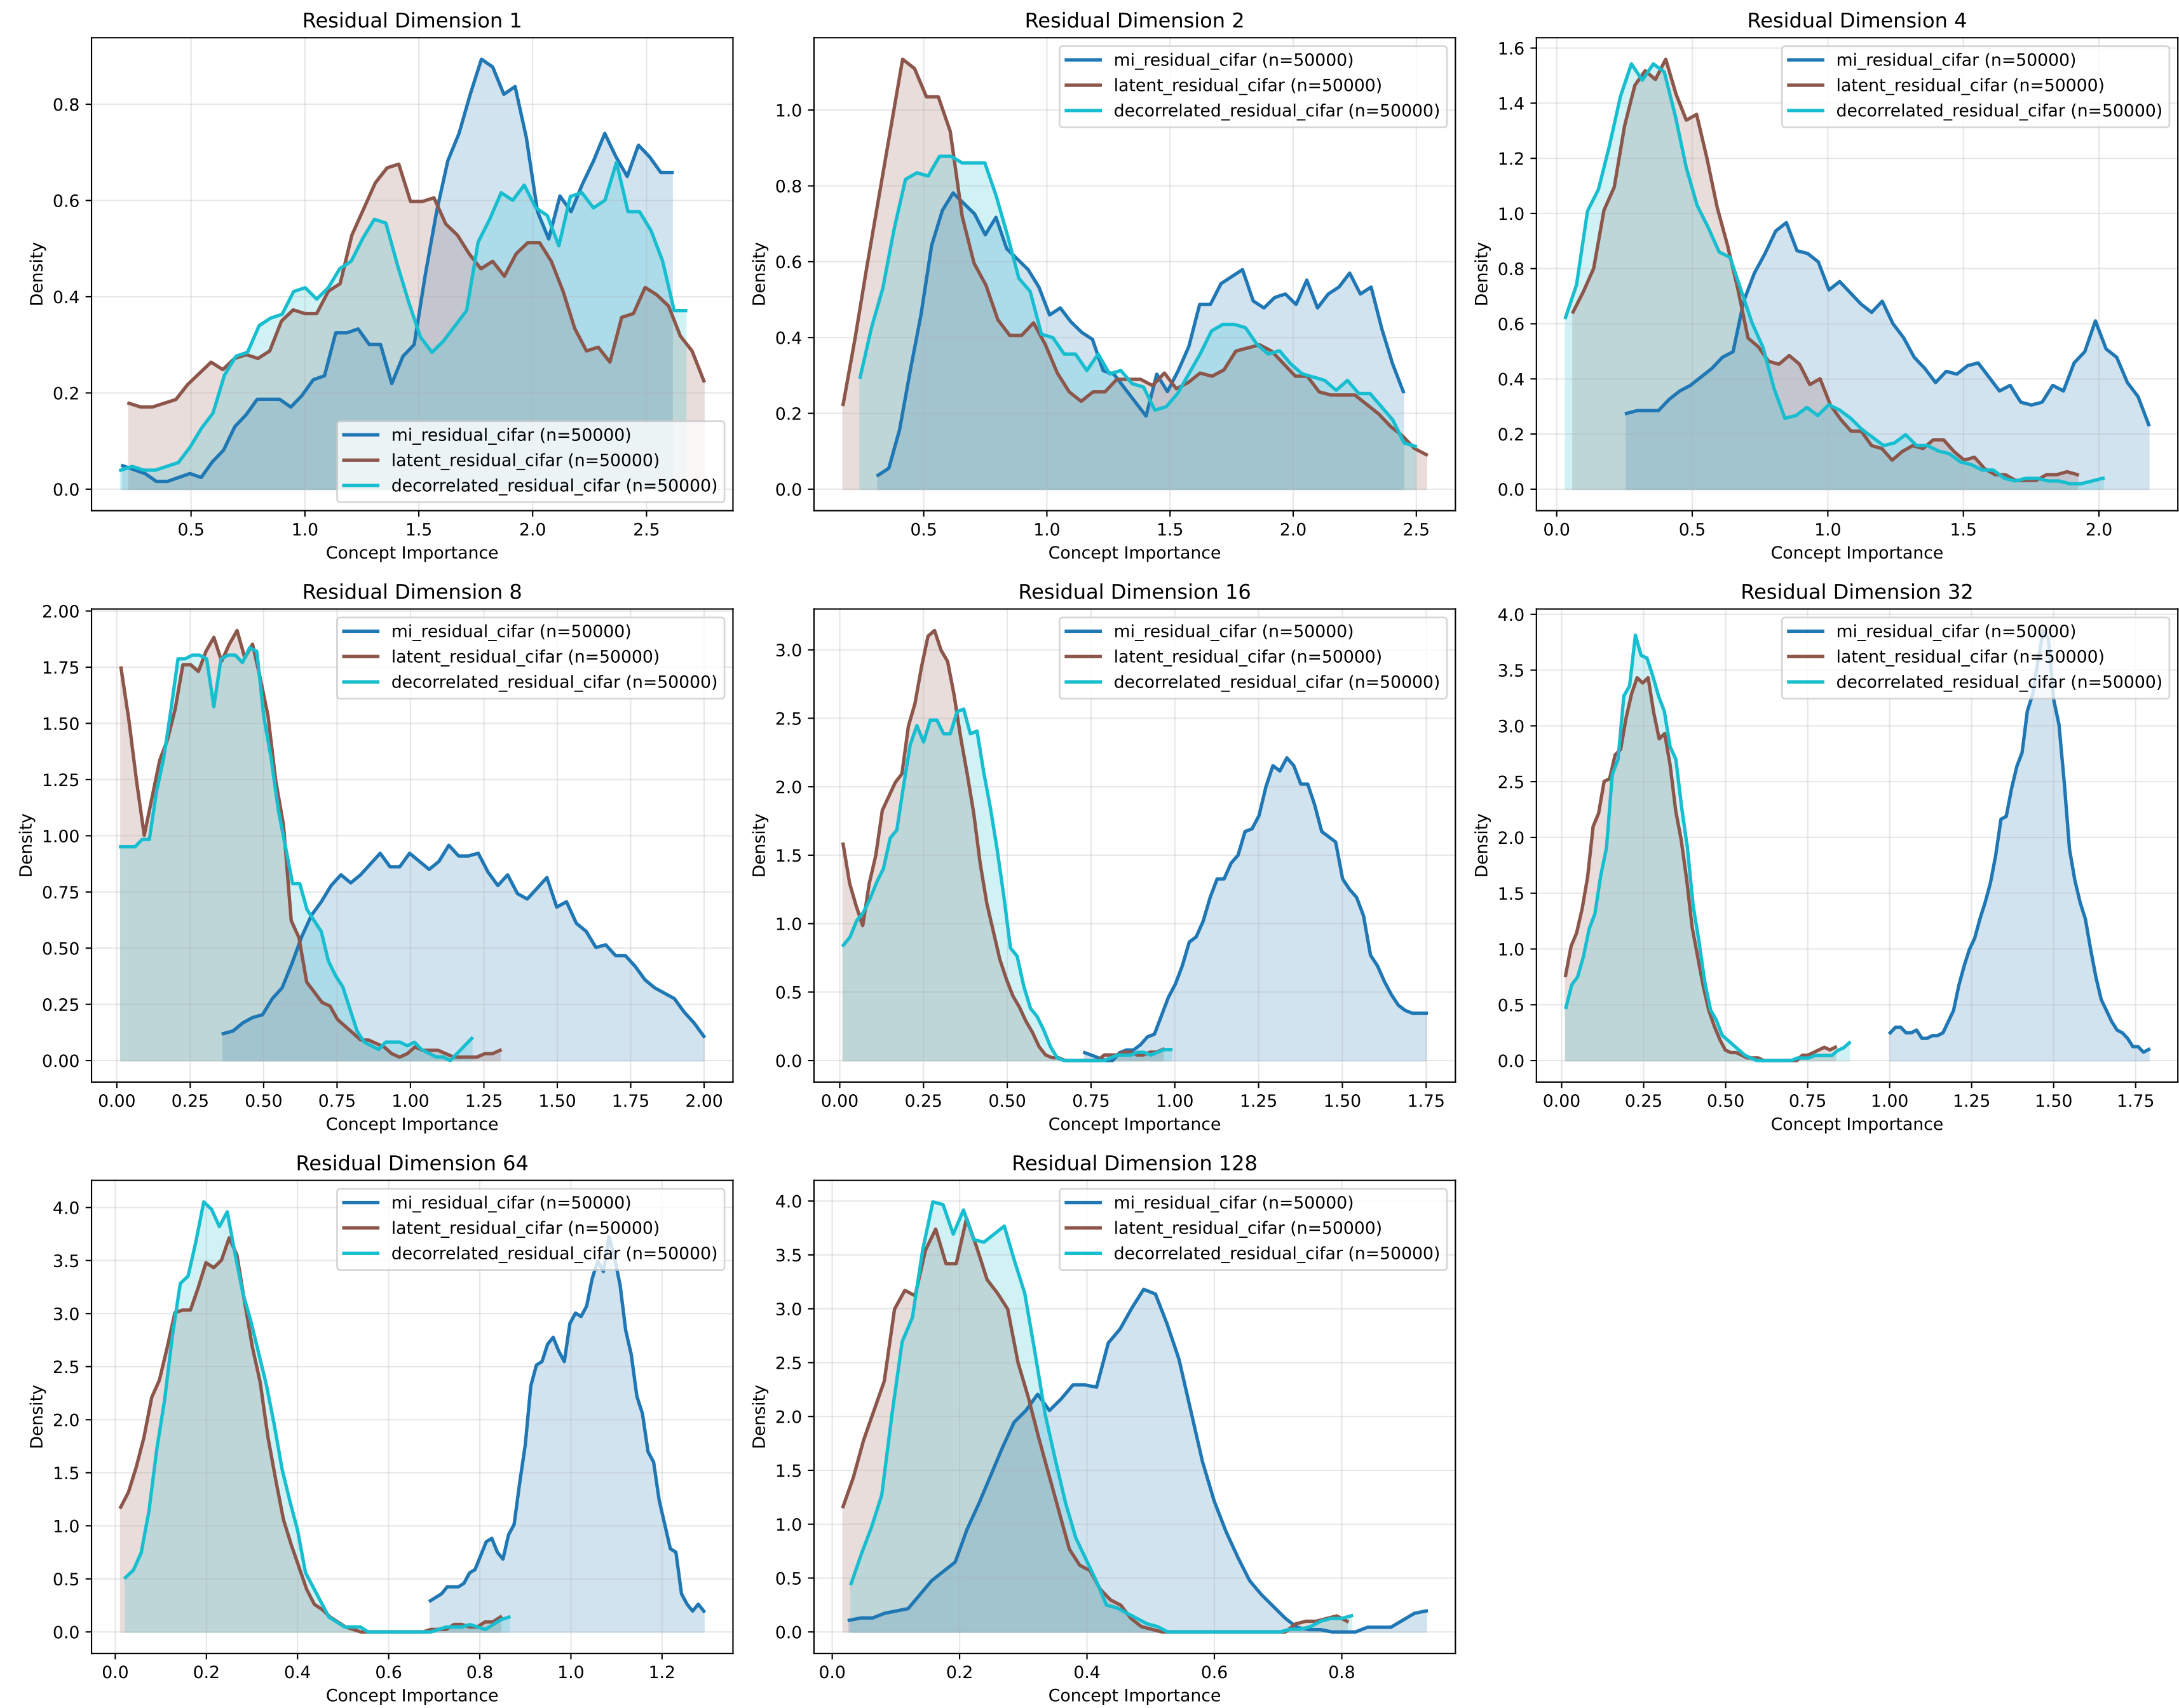 Residual Dimension 1
Density
0.8
0.6
0.4
0.2
0.0
mi_residual_cifar (n=50000)
latent_residual_cifar (n=50000)
decorrelated_residual_cifar (n=50000)
0.5 1.0 1.5 2.0 2.5
Concept Importance
Residual Dimension 2
Density
1.0
0.8
0.6
0.4
0.2
0.0
mi_residual_cifar (n=50000)
latent_residual_cifar (n=50000)
decorrelated_residual_cifar (n=50000)
0.5 1.0 1.5 2.0 2.5
Concept Importance
Residual Dimension 4
Density
1.6
1.4
1.2
1.0
0.8
0.6
0.4
0.2
0.0
mi_residual_cifar (n=50000)
latent_residual_cifar (n=50000)
decorrelated_residual_cifar (n=50000)
0.0 0.5 1.0 1.5 2.0
Concept Importance
Residual Dimension 8
Density
2.00
1.75
1.50
1.25
1.00
0.75
0.50
0.25
0.00
mi_residual_cifar (n=50000)
latent_residual_cifar (n=50000)
decorrelated_residual_cifar (n=50000)
0.00 0.25 0.50 0.75 1.00 1.25 1.50 1.75 2.00
Concept Importance
Residual Dimension 16
Density
3.0
2.5
2.0
1.5
1.0
0.5
0.0
mi_residual_cifar (n=50000)
latent_residual_cifar (n=50000)
decorrelated_residual_cifar (n=50000)
0.00 0.25 0.50 0.75 1.00 1.25 1.50 1.75
Concept Importance
Residual Dimension 32
Density
4.0
3.5
3.0
2.5
2.0
1.5
1.0
0.5
0.0
mi_residual_cifar (n=50000)
latent_residual_cifar (n=50000)
decorrelated_residual_cifar (n=50000)
0.00 0.25 0.50 0.75 1.00 1.25 1.50 1.75
Concept Importance
Residual Dimension 64
Density
4.0
3.5
3.0
2.5
2.0
1.5
1.0
0.5
0.0
mi_residual_cifar (n=50000)
latent_residual_cifar (n=50000)
decorrelated_residual_cifar (n=50000)
0.0 0.2 0.4 0.6 0.8 1.0 1.2
Concept Importance
Residual Dimension 128
Density
4.0
3.5
3.0
2.5
2.0
1.5
1.0
0.5
0.0
mi_residual_cifar (n=50000)
latent_residual_cifar (n=50000)
decorrelated_residual_cifar (n=50000)
0.0 0.2 0.4 0.6 0.8
Concept Importance